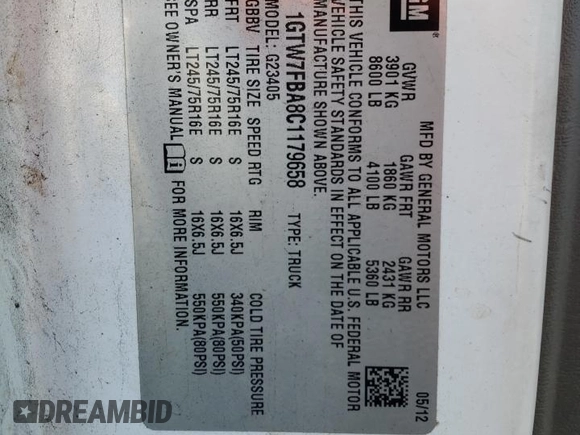 GM
MFD BY GENERAL MOTORS LLC 05/12
GVWR GAWR FRT GAWR RR
3901 KG 1860 KG 2431 KG
8600 LB 4100 LB 5360 LB
THIS VEHICLE CONFORMS TO ALL APPLICABLE U.S. FEDERAL MOTOR
VEHICLE SAFETY STANDARDS IN EFFECT ON THE DATE OF
MANUFACTURE SHOWN ABOVE.
1GTW7FBA8C1179658 TYPE: TRUCK
MODEL: G23405
GBBV TIRE SIZE SPEED RTG RIM COLD TIRE PRESSURE
FRT LT245/75R16E S 16X6.5J 340KPA(50PSI)
RR LT245/75R16E S 16X6.5J 550KPA(80PSI)
SPA LT245/75R16E S 16X6.5J 550KPA(80PSI)
SEE OWNER'S MANUAL FOR MORE INFORMATION.
DREAMBID